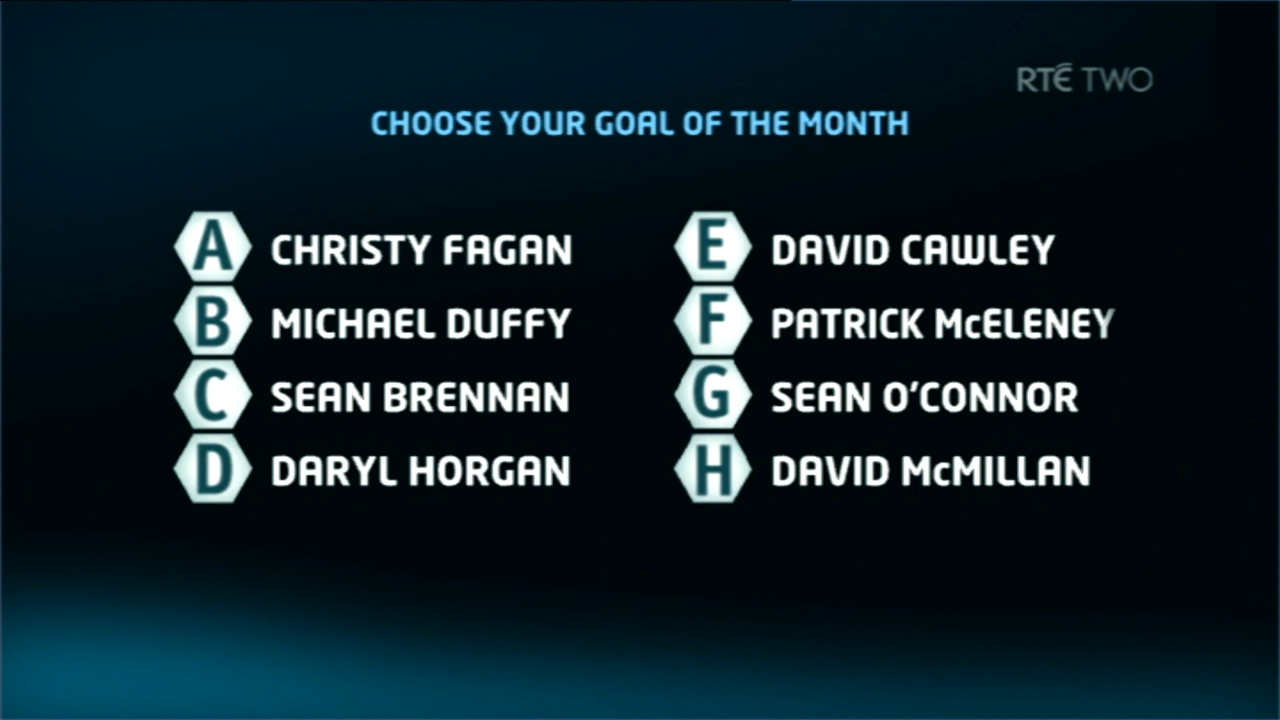 RTÉ TWO
CHOOSE YOUR GOAL OF THE MONTH
A CHRISTY FAGAN
B MICHAEL DUFFY
C SEAN BRENNAN
D DARYL HORGAN
E DAVID CAWLEY
F PATRICK McELENEY
G SEAN O'CONNOR
H DAVID McMILLAN